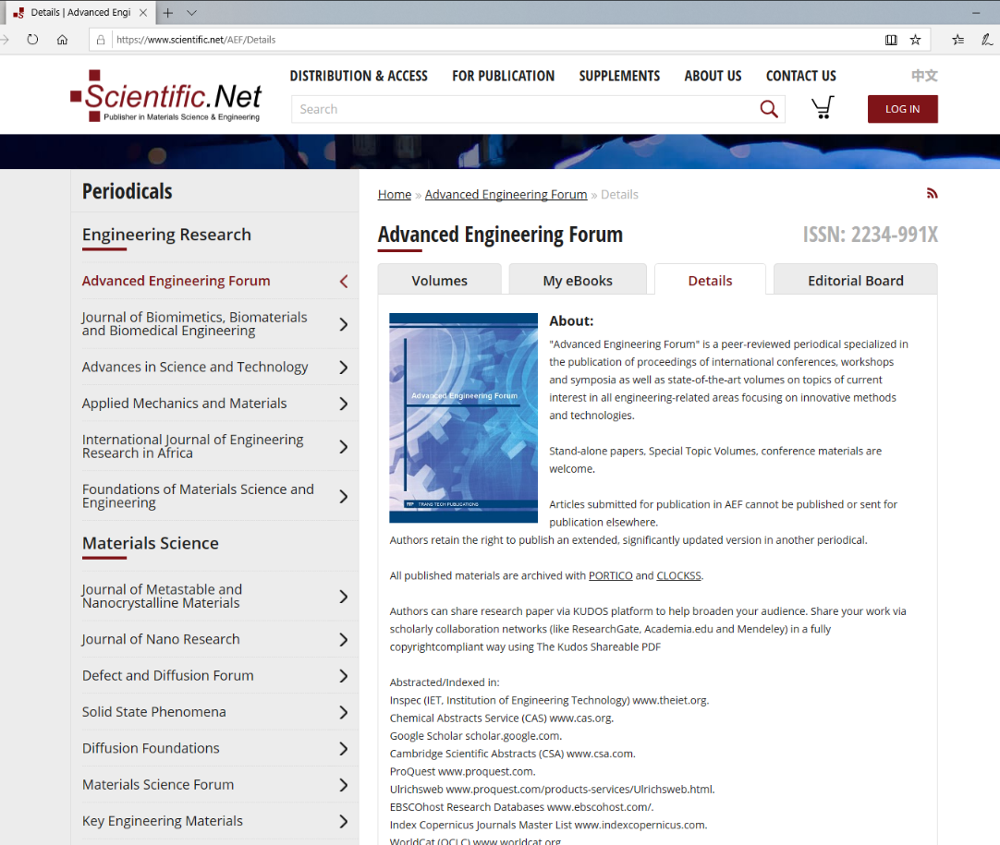 Details | Advanced Engi
https://www.scientific.net/AEF/Details
Scientific.Net
Publisher in Materials Science & Engineering
DISTRIBUTION & ACCESS
FOR PUBLICATION
SUPPLEMENTS
ABOUT US
CONTACT US
中文
Search
LOG IN
Periodicals
Engineering Research
Advanced Engineering Forum
Journal of Biomimetics, Biomaterials
and Biomedical Engineering
Advances in Science and Technology
Applied Mechanics and Materials
International Journal of Engineering
Research in Africa
Foundations of Materials Science and
Engineering
Materials Science
Journal of Metastable and
Nanocrystalline Materials
Journal of Nano Research
Defect and Diffusion Forum
Solid State Phenomena
Diffusion Foundations
Materials Science Forum
Key Engineering Materials
Home » Advanced Engineering Forum » Details
Advanced Engineering Forum
ISSN: 2234-991X
Volumes
My eBooks
Details
Editorial Board
Advanced Engineering Forum
TRANS TECH PUBLICATIONS
About:
"Advanced Engineering Forum" is a peer-reviewed periodical specialized in
the publication of proceedings of international conferences, workshops
and symposia as well as state-of-the-art volumes on topics of current
interest in all engineering-related areas focusing on innovative methods
and technologies.
Stand-alone papers, Special Topic Volumes, conference materials are
welcome.
Articles submitted for publication in AEF cannot be published or sent for
publication elsewhere.
Authors retain the right to publish an extended, significantly updated version in another periodical.
All published materials are archived with PORTICO and CLOCKSS.
Authors can share research paper via KUDOS platform to help broaden your audience. Share your work via
scholarly collaboration networks (like ResearchGate, Academia.edu and Mendeley) in a fully
copyrightcompliant way using The Kudos Shareable PDF
Abstracted/Indexed in:
Inspec (IET, Institution of Engineering Technology) www.theiet.org.
Chemical Abstracts Service (CAS) www.cas.org.
Google Scholar scholar.google.com.
Cambridge Scientific Abstracts (CSA) www.csa.com.
ProQuest www.proquest.com.
Ulrichsweb www.proquest.com/products-services/Ulrichsweb.html.
EBSCOhost Research Databases www.ebscohost.com/.
Index Copernicus Journals Master List www.indexcopernicus.com.
WorldCat (OCLC) www.worldcat.org